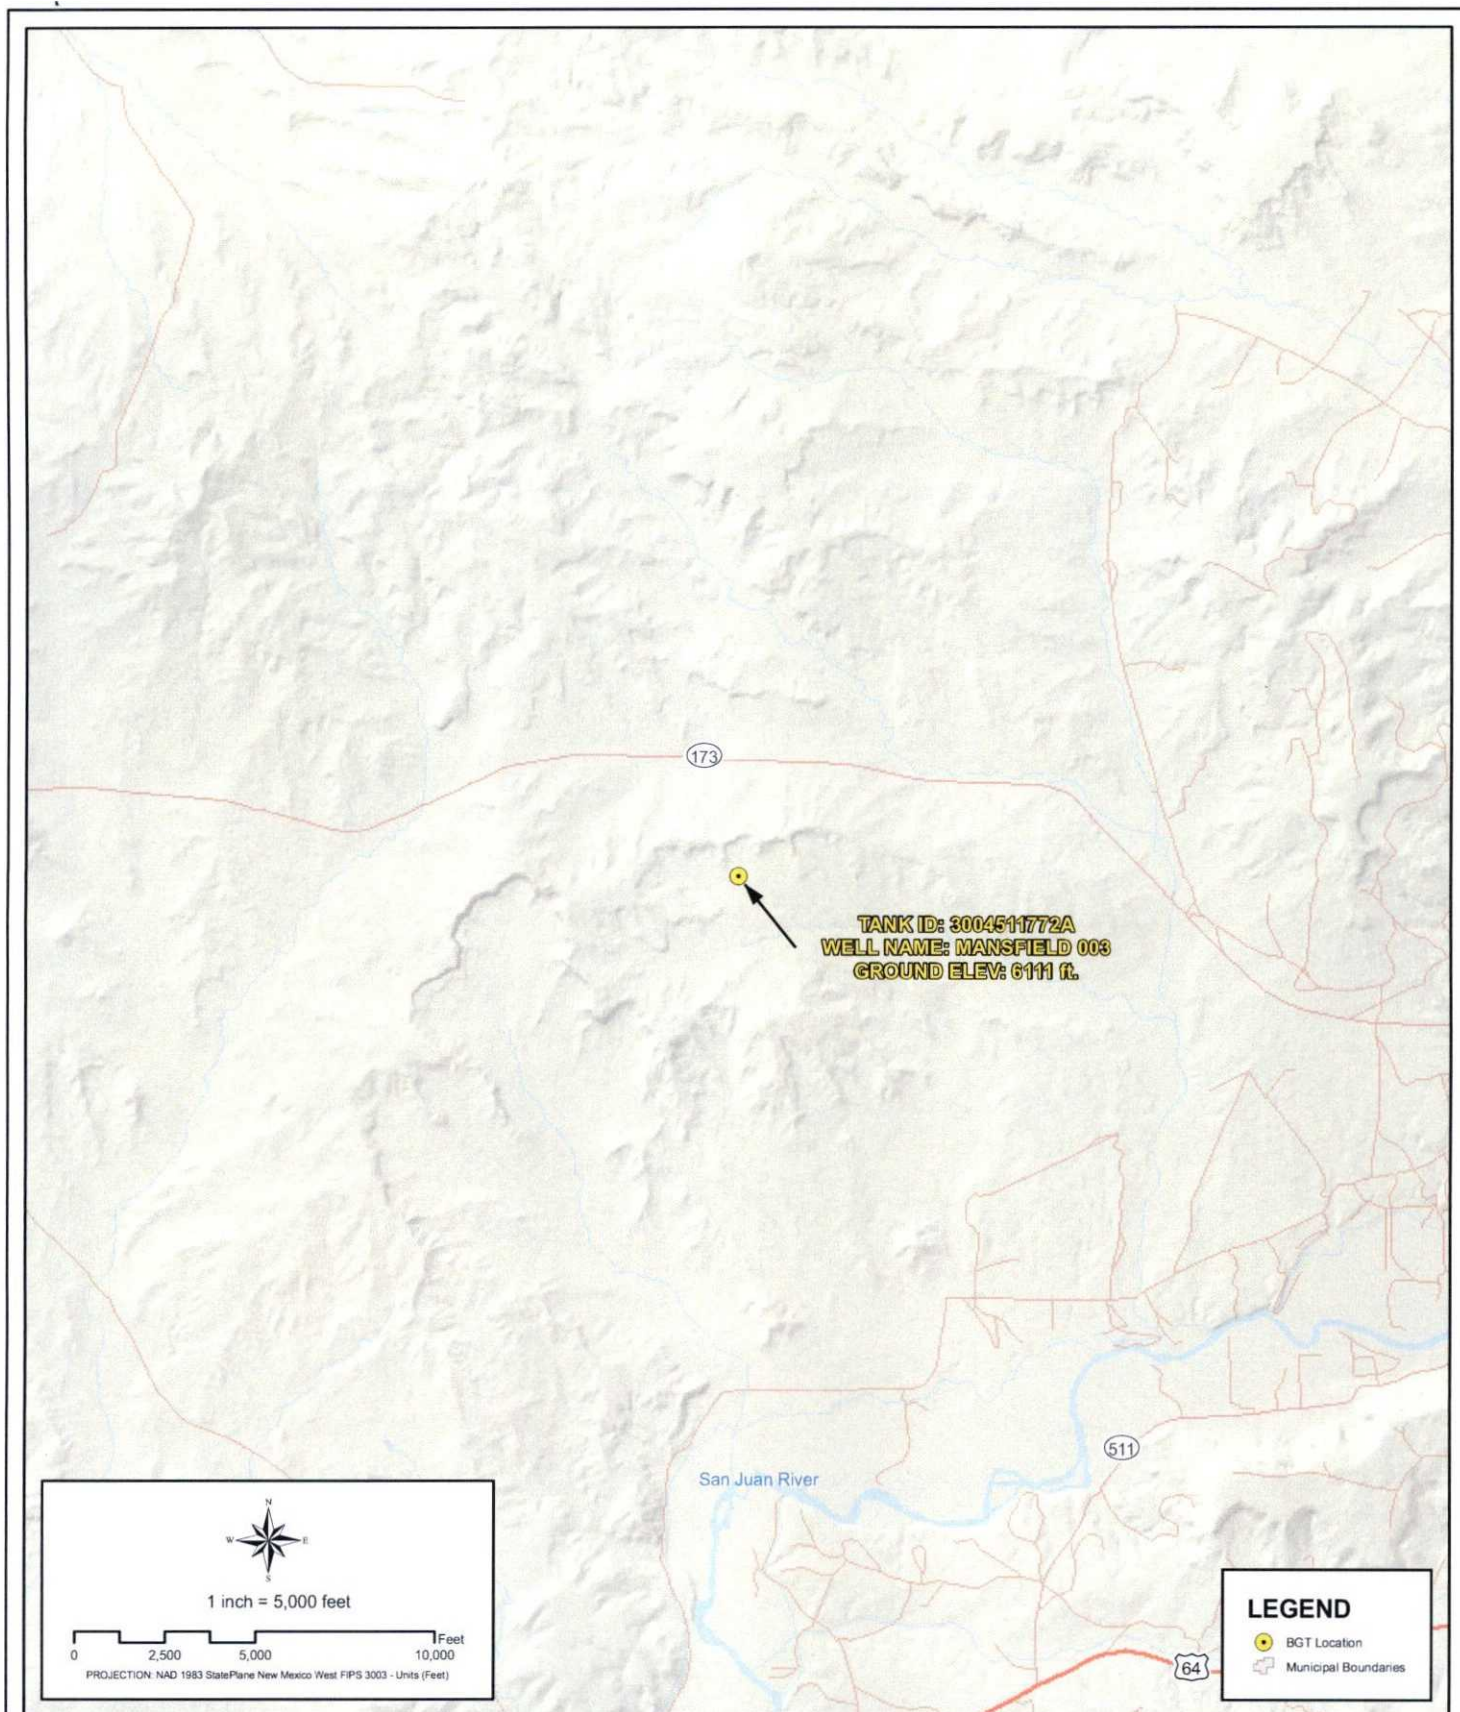 173
TANK ID: 3004511772A
WELL NAME: MANSFIELD 003
GROUND ELEV: 6111 ft.
511
San Juan River
N
W E
S
1 inch = 5,000 feet
Feet
0 2,500 5,000 10,000
PROJECTION: NAD 1983 StatePlane New Mexico West FIPS 3003 - Units (Feet)
LEGEND
BGT Location
Municipal Boundaries
64